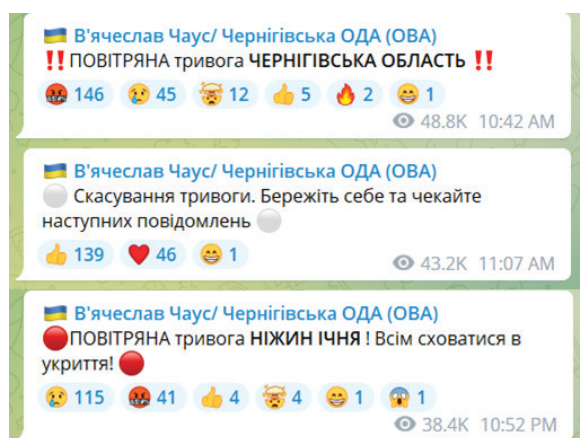 В'ячеслав Чаус/ Чернігівська ОДА (ОВА)
ПОВІТРЯНА тривога ЧЕРНІГІВСЬКА ОБЛАСТЬ
146 45 12 5 2 1
48.8K 10:42 AM
В'ячеслав Чаус/ Чернігівська ОДА (ОВА)
Скасування тривоги. Бережіть себе та чекайте
наступних повідомлень
139 46 1
43.2K 11:07 AM
В'ячеслав Чаус/ Чернігівська ОДА (ОВА)
ПОВІТРЯНА тривога НІЖИН ІЧНЯ ! Всім сховатися в
укриття!
115 41 4 4 1 1
38.4K 10:52 PM